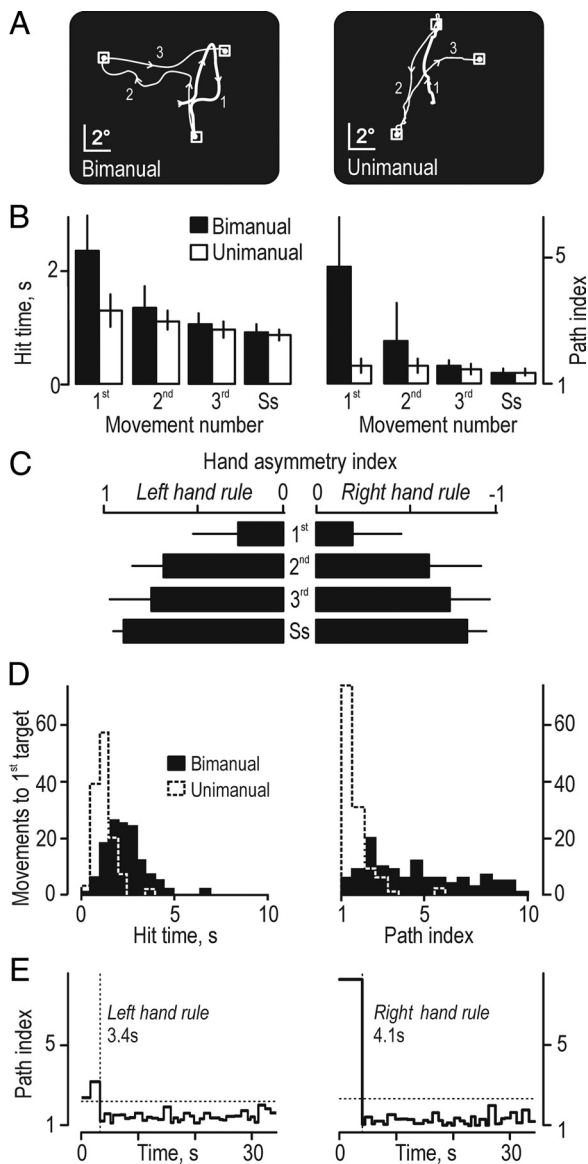 A
3
2
1
2°
Bimanual
3
2
1
2°
Unimanual
B
Bimanual
Unimanual
Hit time, s
2
0
1st 2nd 3rd Ss
Movement number
Path index
5
1
1st 2nd 3rd Ss
Movement number
C
Hand asymmetry index
1 Left hand rule 0 0 Right hand rule -1
1st
2nd
3rd
Ss
D
Movements to 1st target
60
40
20
0
Bimanual
Unimanual
0 5 10
Hit time, s
60
40
20
0
1 5 10
Path index
E
Path index
5
1
Left hand rule
3.4s
0 30
Time, s
Right hand rule
4.1s
5
1
0 30
Time, s